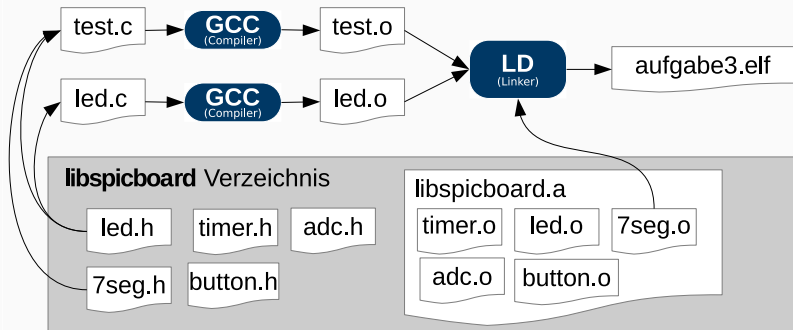 test.c
GCC
(Compiler)
test.o
LD
(Linker)
aufgabe3.elf
led.c
GCC
(Compiler)
led.o
libspicboard Verzeichnis
led.h
timer.h
adc.h
7seg.h
button.h
libspicboard.a
timer.o
led.o
7seg.o
adc.o
button.o